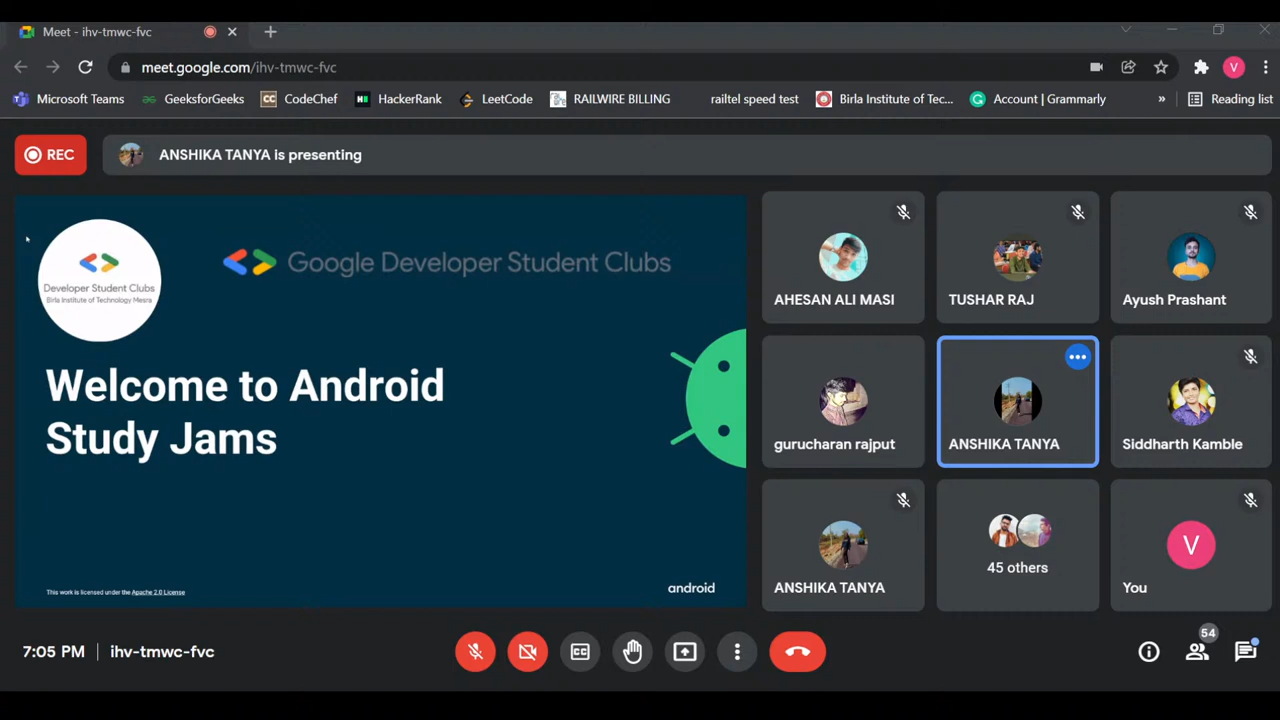 Meet - ihv-tmwc-fvc
meet.google.com/ihv-tmwc-fvc
V
Microsoft Teams
GeeksforGeeks
CC
CodeChef
H
HackerRank
LeetCode
RAILWIRE BILLING
railtel speed test
Birla Institute of Tec...
G
Account | Grammarly
»
Reading list
REC
ANSHIKA TANYA is presenting
Developer Student Clubs
Birla Institute of Technology Mesra
Google Developer Student Clubs
Welcome to Android
Study Jams
This work is licensed under the Apache 2.0 License
android
AHESAN ALI MASI
TUSHAR RAJ
Ayush Prashant
gurucharan rajput
ANSHIKA TANYA
Siddharth Kamble
ANSHIKA TANYA
45 others
V
You
7:05 PM
ihv-tmwc-fvc
CC
54